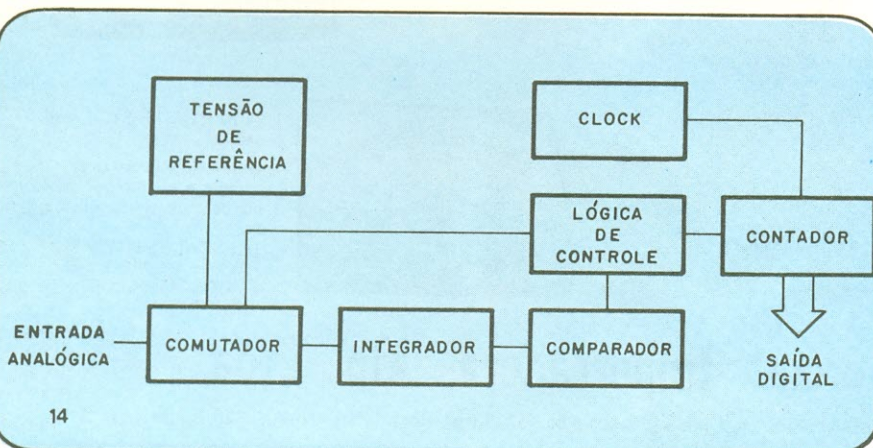 TENSÃO
DE
REFERÊNCIA
CLOCK
LÓGICA
DE
CONTROLE
CONTADOR
ENTRADA
ANALÓGICA
COMUTADOR
INTEGRADOR
COMPARADOR
SAÍDA
DIGITAL
14